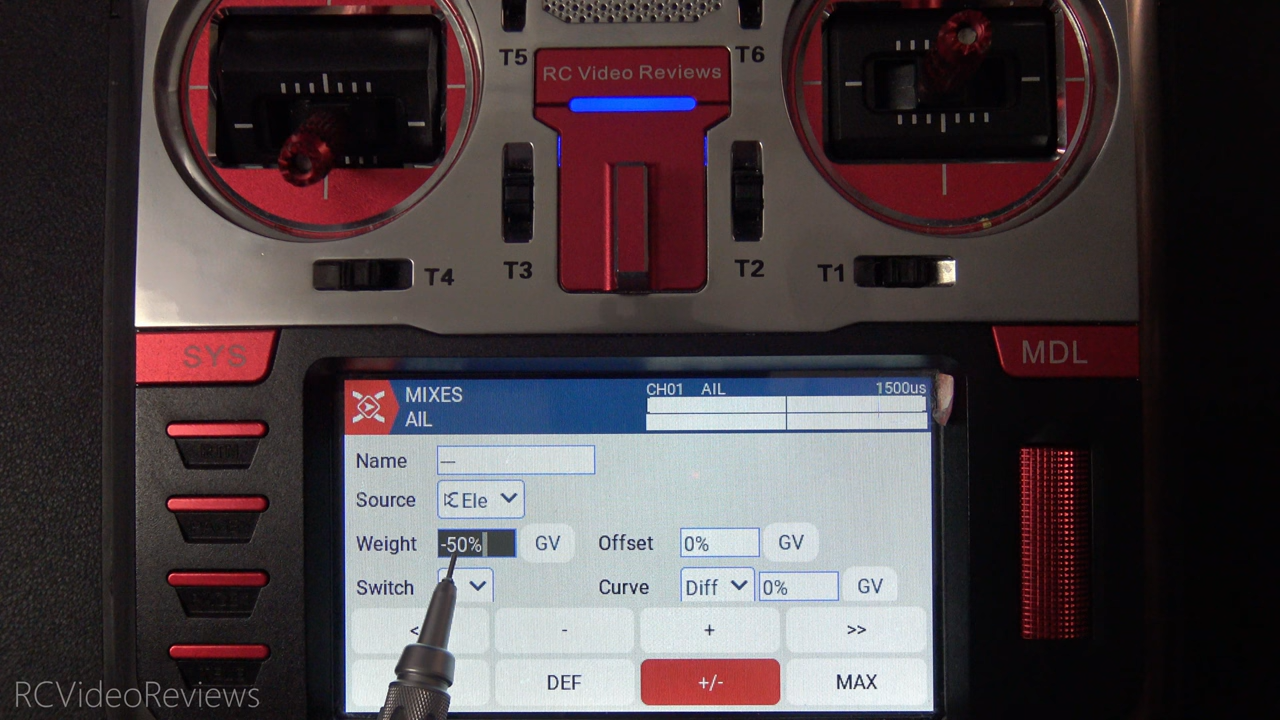 T5
RC Video Reviews
T6
T4
T3
T2
T1
SYS
MDL
MIXES
AIL
CH01 AIL 1500us
Name ---
Source Ele
Weight -50% GV Offset 0% GV
Switch Curve Diff 0% GV
< - + >>
DEF +/- MAX
RCVideoReviews